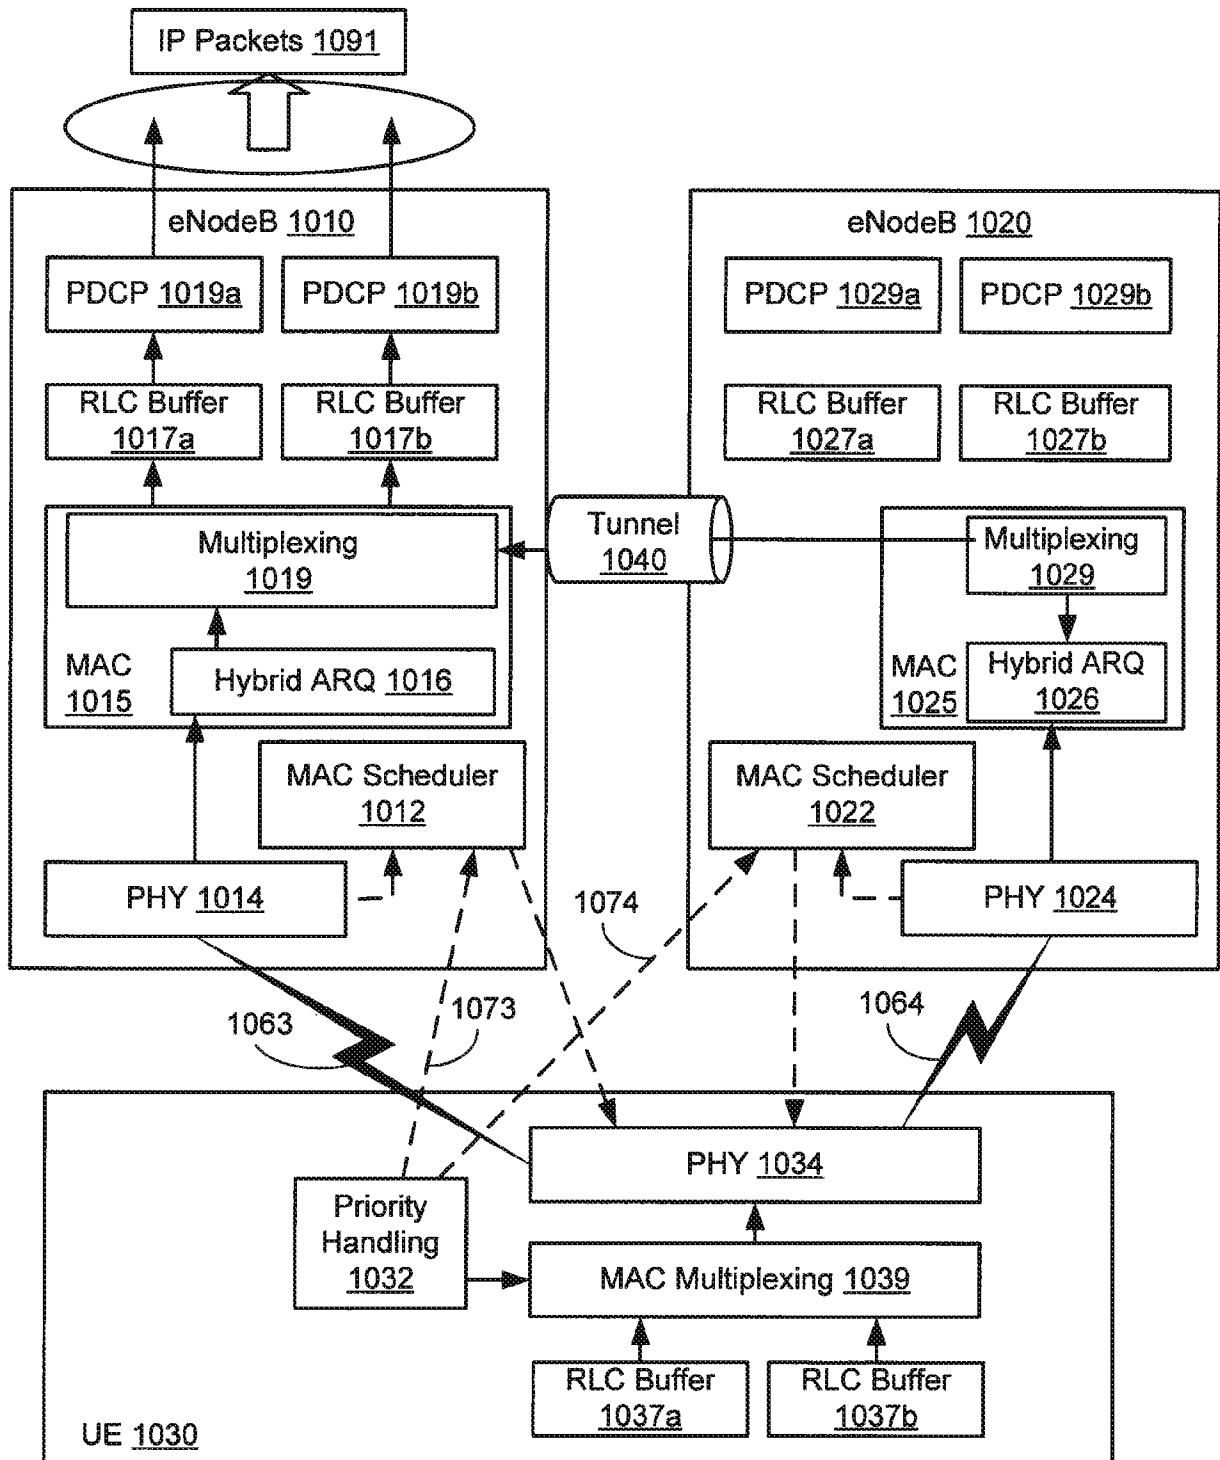 IP Packets 1091
eNodeB 1010
PDCP 1019a
PDCP 1019b
RLC Buffer
1017a
RLC Buffer
1017b
Multiplexing
1019
MAC
1015
Hybrid ARQ 1016
MAC Scheduler
1012
PHY 1014
Tunnel
1040
eNodeB 1020
PDCP 1029a
PDCP 1029b
RLC Buffer
1027a
RLC Buffer
1027b
Multiplexing
1029
MAC
1025
Hybrid ARQ
1026
MAC Scheduler
1022
PHY 1024
1063
1073
1074
1064
PHY 1034
Priority
Handling
1032
MAC Multiplexing 1039
RLC Buffer
1037a
RLC Buffer
1037b
UE 1030